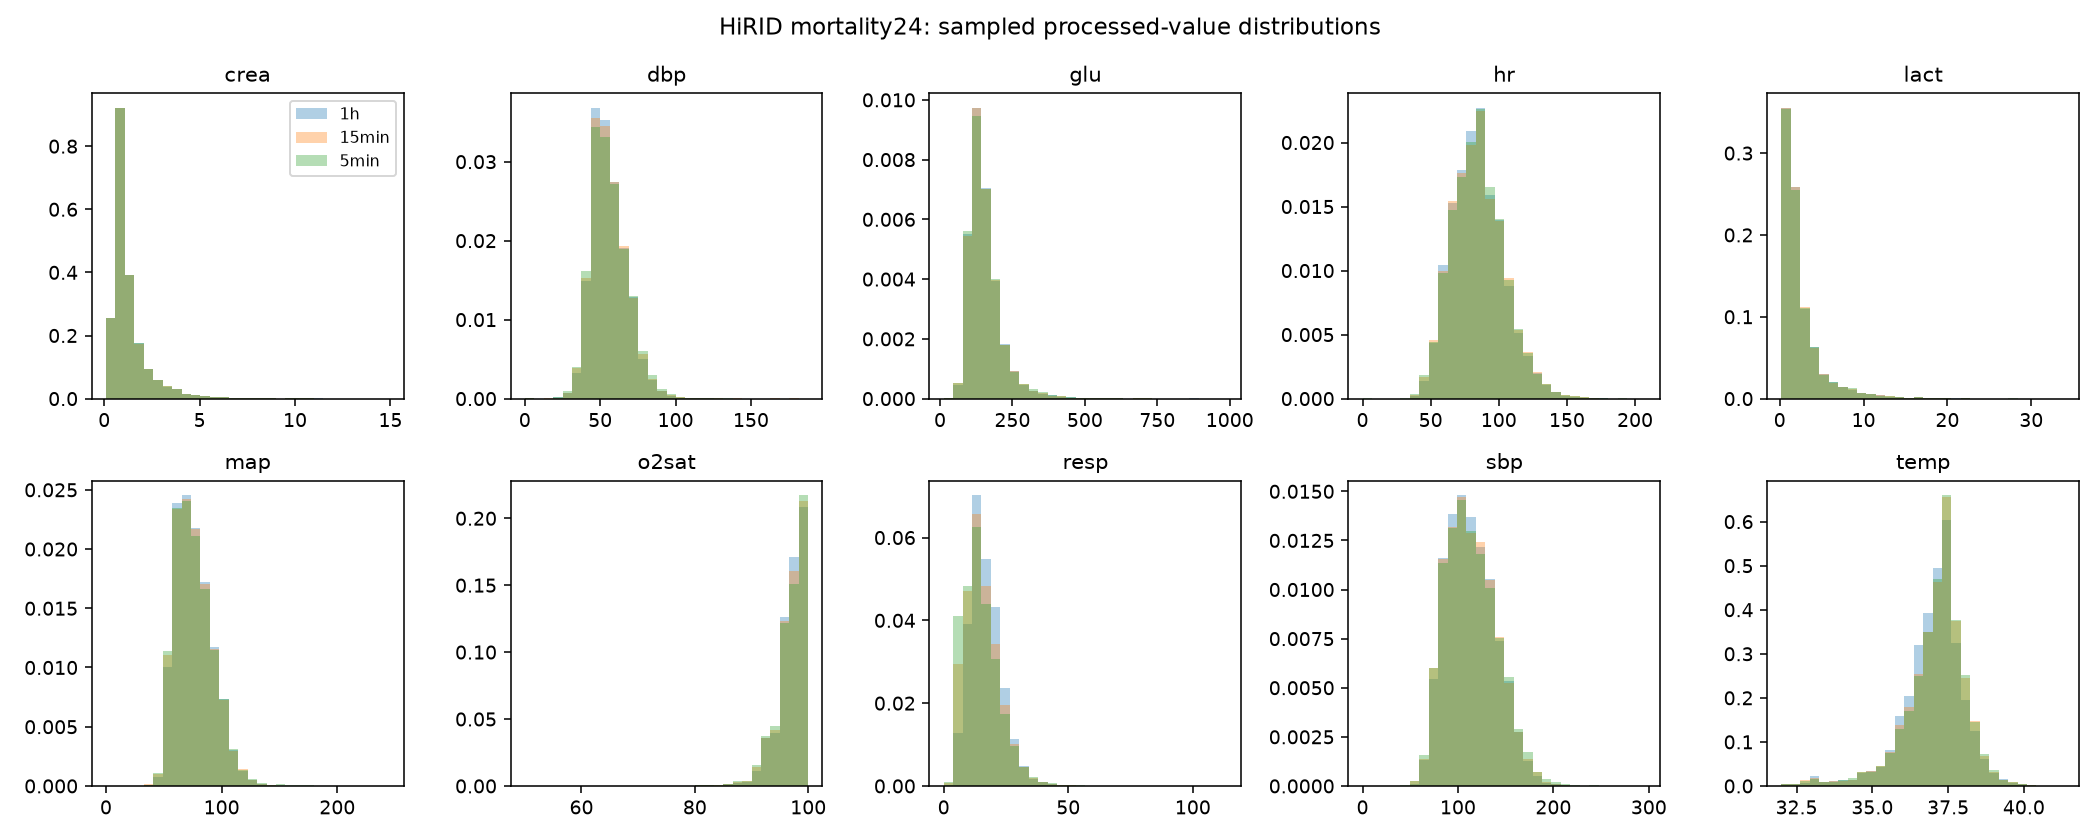 HiRID mortality24: sampled processed-value distributions
crea
0.0
0.2
0.4
0.6
0.8
0 5 10 15
1h
15min
5min
dbp
0.00
0.01
0.02
0.03
0 50 100 150
glu
0.000
0.002
0.004
0.006
0.008
0.010
0 250 500 750 1000
hr
0.000
0.005
0.010
0.015
0.020
0 50 100 150 200
lact
0.0
0.1
0.2
0.3
0 10 20 30
map
0.000
0.005
0.010
0.015
0.020
0.025
0 100 200
o2sat
0.00
0.05
0.10
0.15
0.20
60 80 100
resp
0.00
0.02
0.04
0.06
0 50 100
sbp
0.0000
0.0025
0.0050
0.0075
0.0100
0.0125
0.0150
0 100 200 300
temp
0.0
0.1
0.2
0.3
0.4
0.5
0.6
32.5 35.0 37.5 40.0